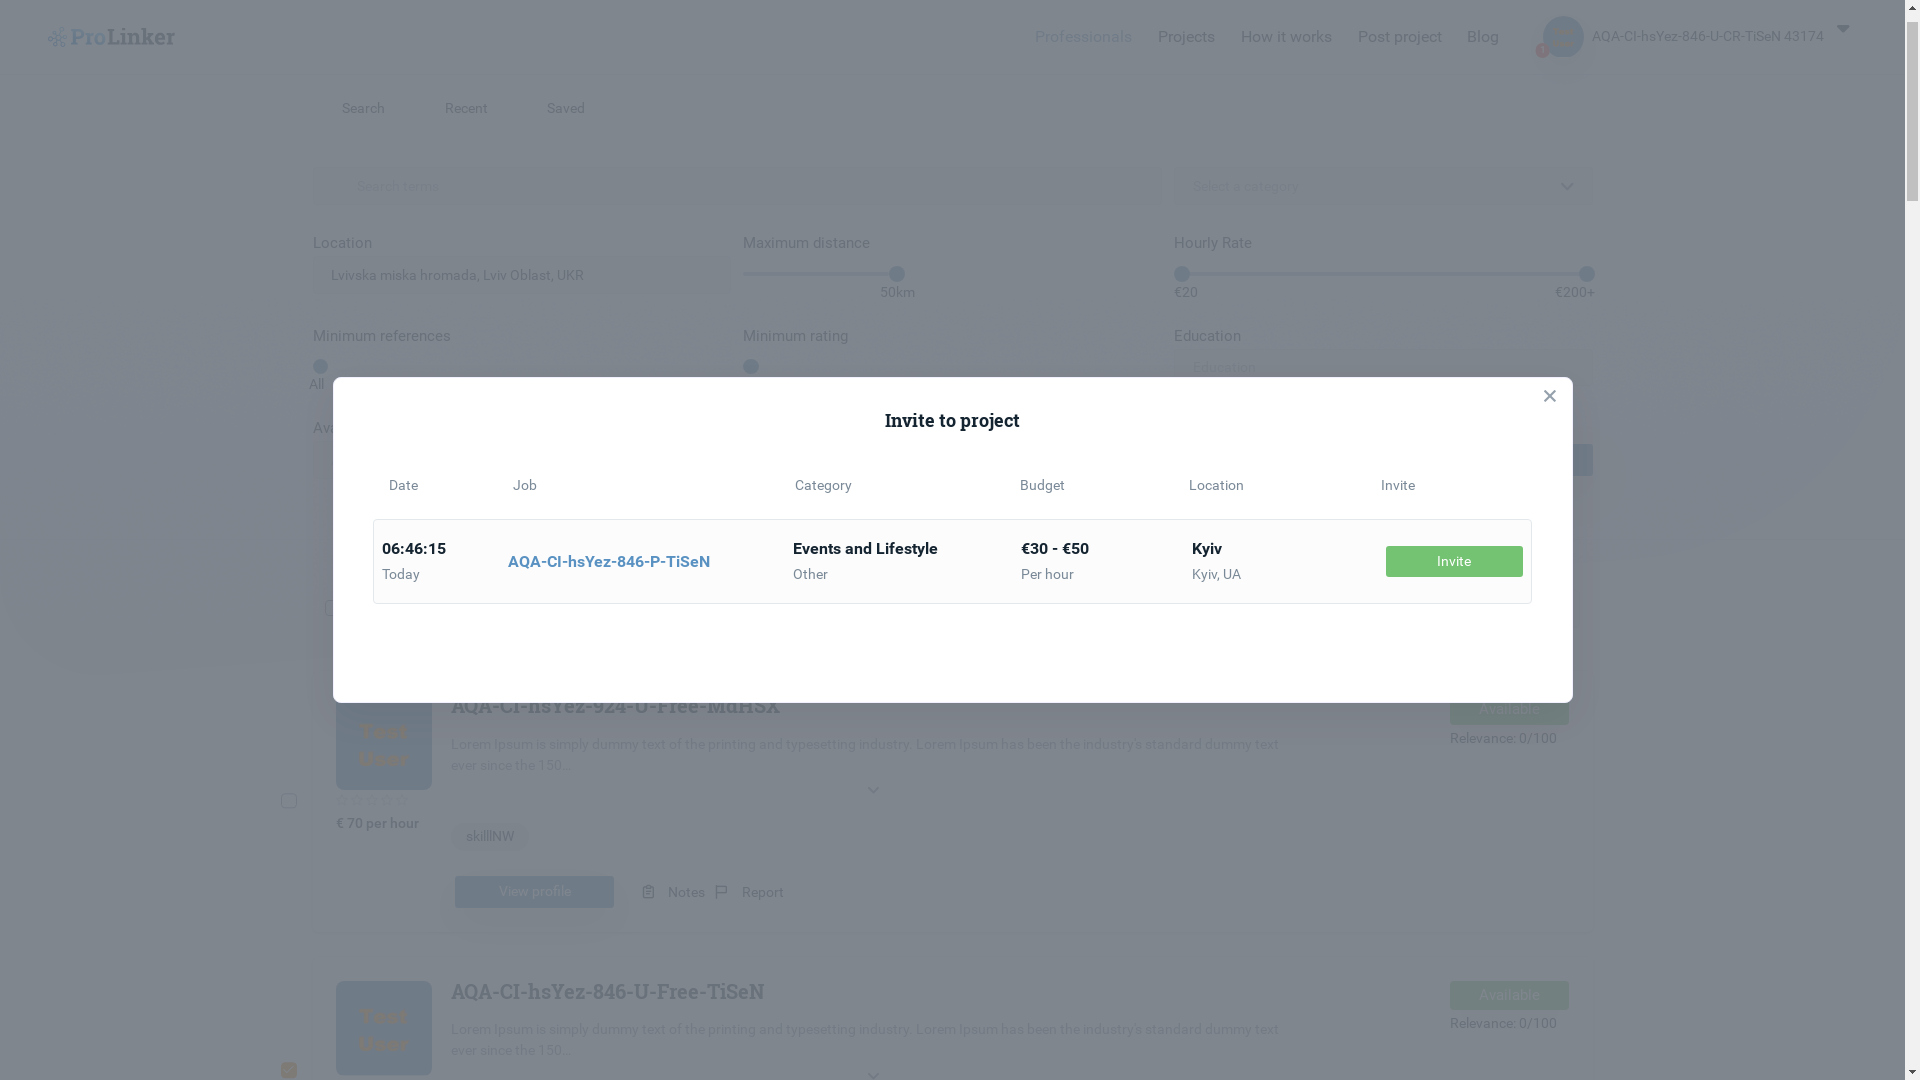 ProLinker
Professionals Projects How it works Post project Blog 1 AQA-CI-hsYez-846-U-CR-TiSeN 43174
Search Recent Saved
Search terms Select a category
Location Maximum distance Hourly Rate
Lvivska miska hromada, Lviv Oblast, UKR
50km €20 €200+
Minimum references Minimum rating Education
Education
All
Invite to project
Date Job Category Budget Location Invite
06:46:15 Events and Lifestyle €30 - €50 Kyiv
AQA-CI-hsYez-846-P-TiSeN Invite
Today Other Per hour Kyiv, UA
AQA-CI-hsYez-924-U-Free-MdHSX Available
Test
User
Lorem Ipsum is simply dummy text of the printing and typesetting industry. Lorem Ipsum has been the industry's standard dummy text
ever since the 150...
Relevance: 0/100
€ 70 per hour
skillINW
View profile Notes Report
AQA-CI-hsYez-846-U-Free-TiSeN Available
Test
User
Lorem Ipsum is simply dummy text of the printing and typesetting industry. Lorem Ipsum has been the industry's standard dummy text
ever since the 150...
Relevance: 0/100